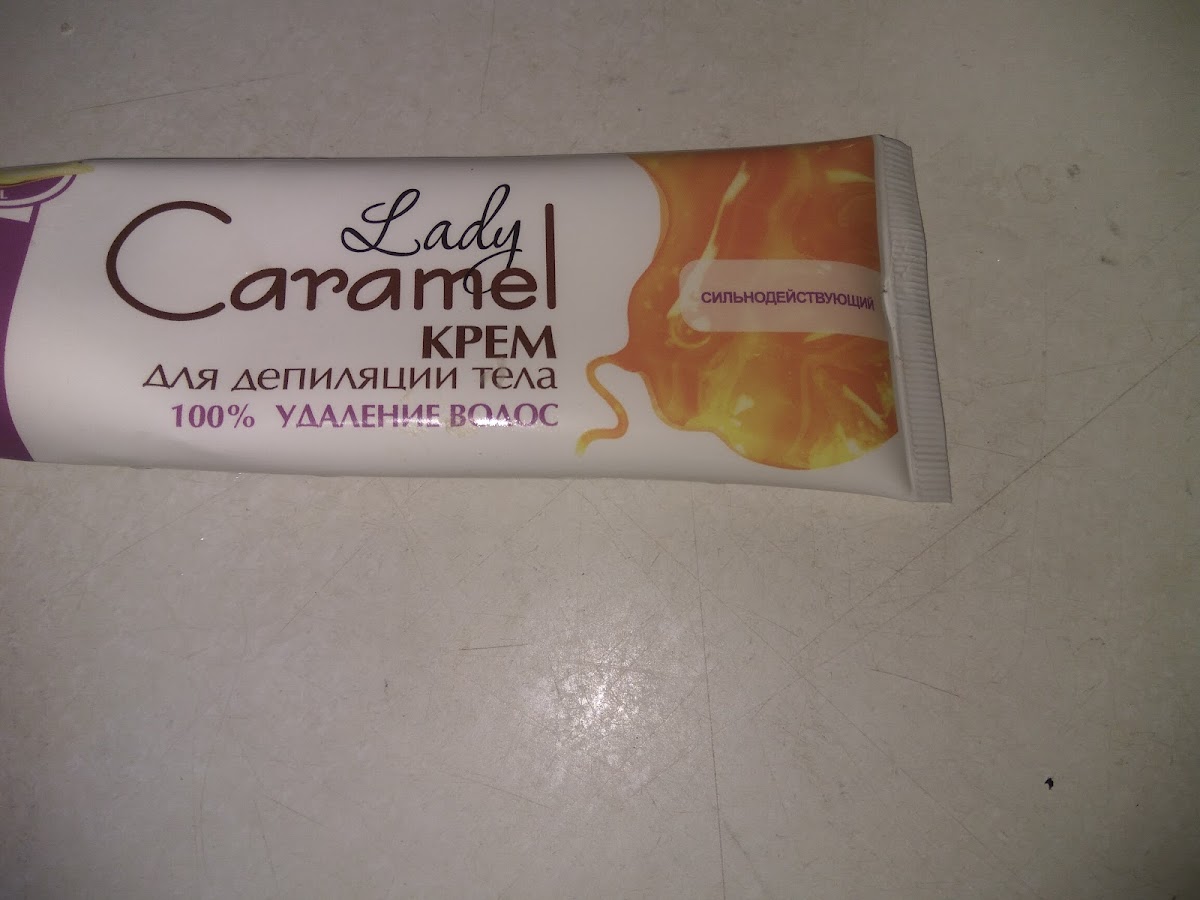 Lady
Caramel
КРЕМ
для депиляции тела
100% УДАЛЕНИЕ ВОЛОС
СИЛЬНОДЕЙСТВУЮЩИЙ